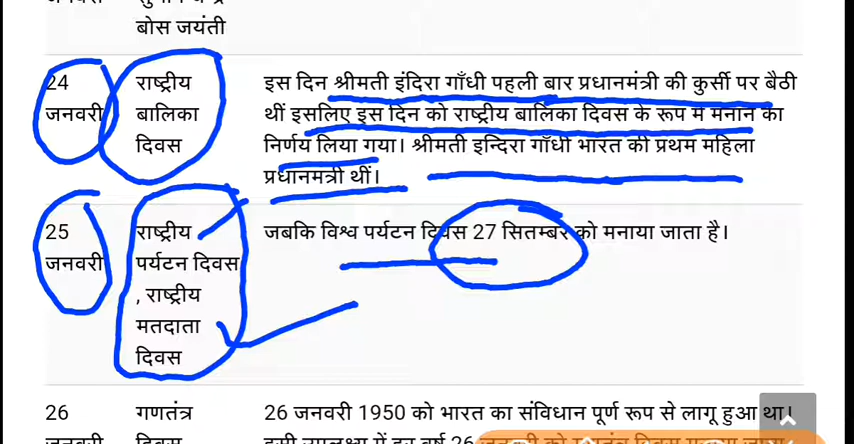 बोस जयंती
24 राष्ट्रीय इस दिन श्रीमती इंदिरा गाँधी पहली बार प्रधानमंत्री की कुर्सी पर बैठी
जनवरी बालिका थीं इसलिए इस दिन को राष्ट्रीय बालिका दिवस के रूप में मनाने का
दिवस निर्णय लिया गया। श्रीमती इन्दिरा गाँधी भारत की प्रथम महिला
प्रधानमंत्री थीं।
25 राष्ट्रीय जबकि विश्व पर्यटन दिवस 27 सितम्बर को मनाया जाता है।
जनवरी पर्यटन दिवस
, राष्ट्रीय
मतदाता
दिवस
26 गणतंत्र 26 जनवरी 1950 को भारत का संविधान पूर्ण रूप से लागू हुआ था।